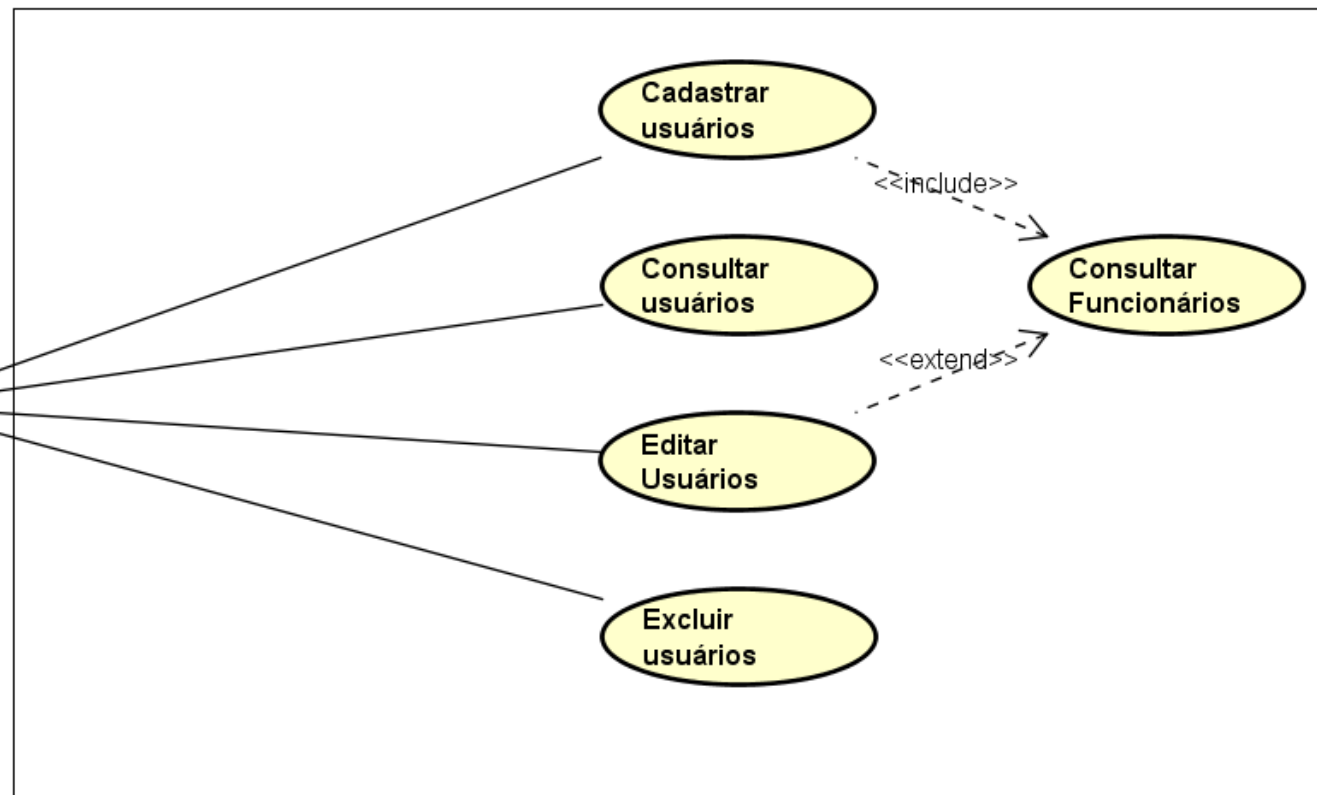 Cadastrar
usuários
<<include>>
Consultar
usuários
Consultar
Funcionários
<<extend>>
Editar
Usuários
Excluir
usuários